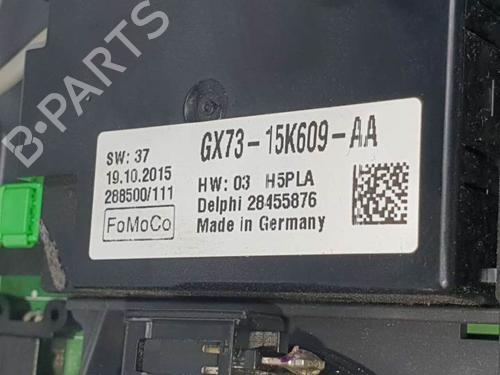 B-PARTS
GX73-15K609-AA
SW: 37
19.10.2015
288500/111
FoMoCo
HW: 03 H5PLA
Delphi 28455876
Made in Germany